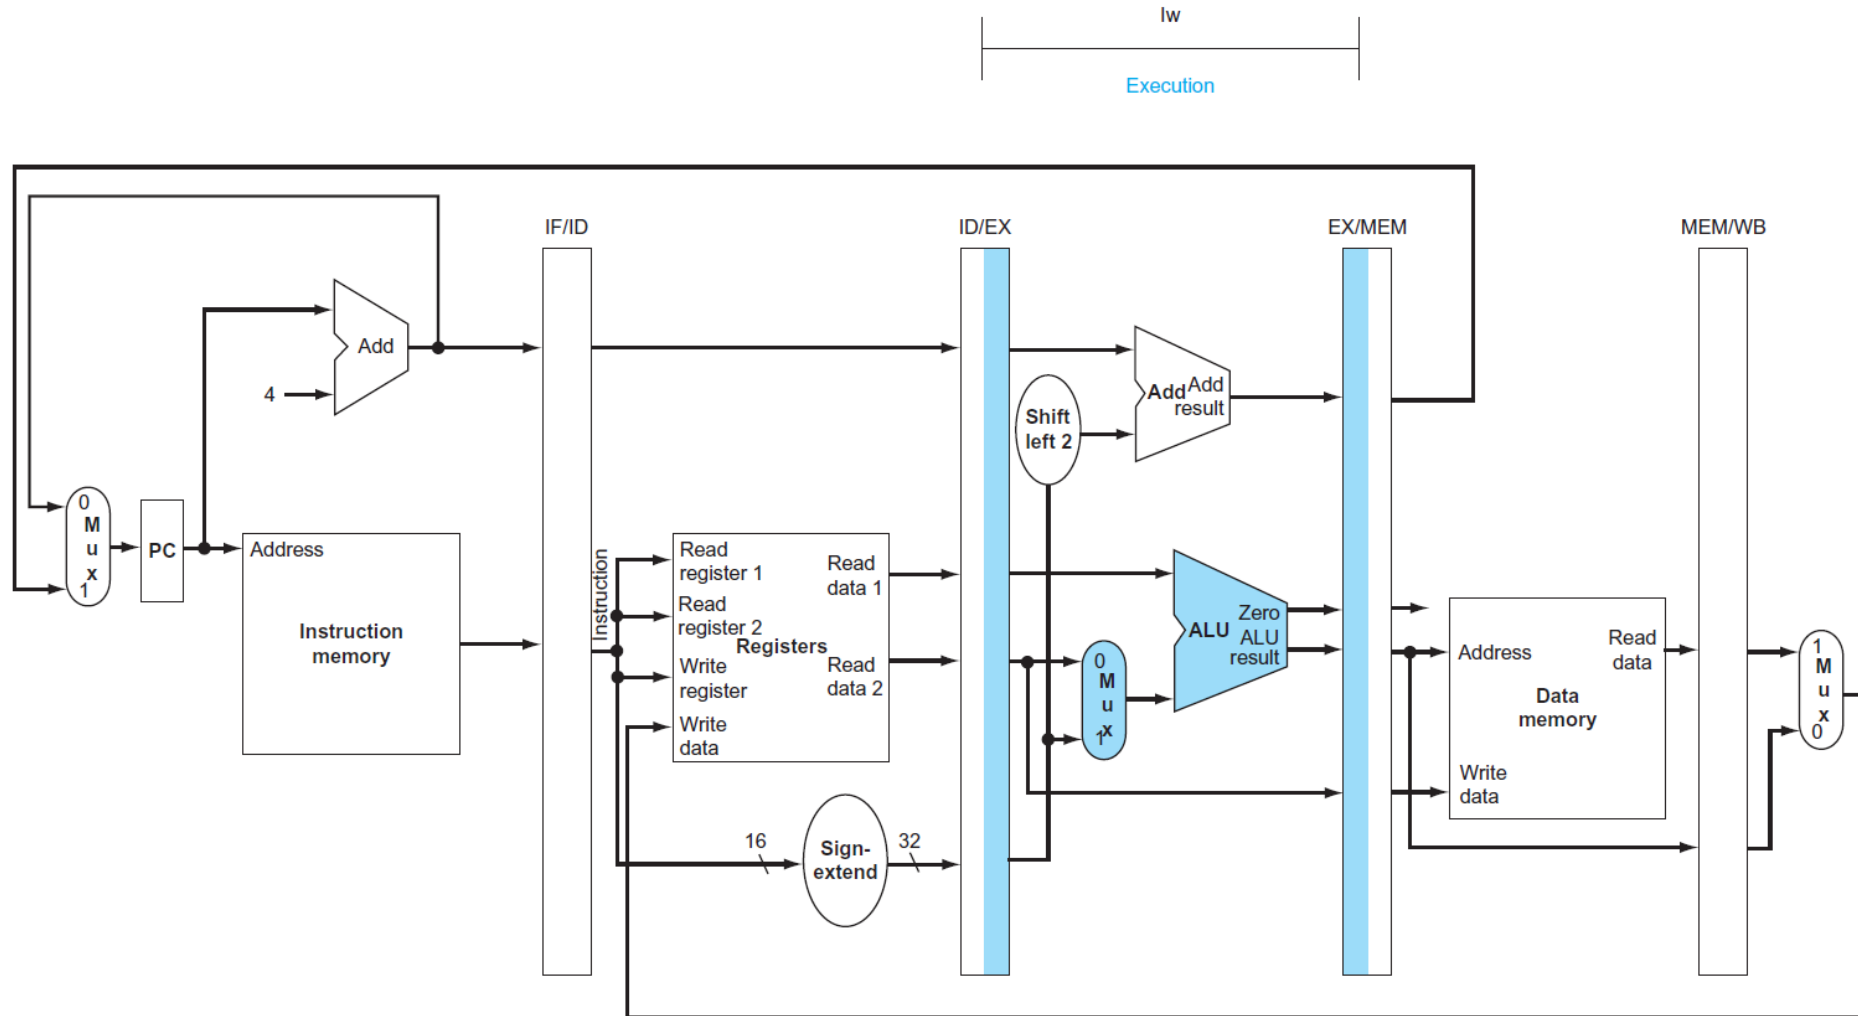 lw
Execution
IF/ID
ID/EX
EX/MEM
MEM/WB
Add
4
Shift
left 2
Add
Add
result
0
M
u
x
1
PC
Address
Instruction
memory
Instruction
Read
register 1
Read
register 2
Registers
Write
register
Write
data
Read
data 1
Read
data 2
16
Sign-
extend
32
0
M
u
x
1
ALU
Zero
ALU
result
Address
Read
data
Data
memory
Write
data
1
M
u
x
0